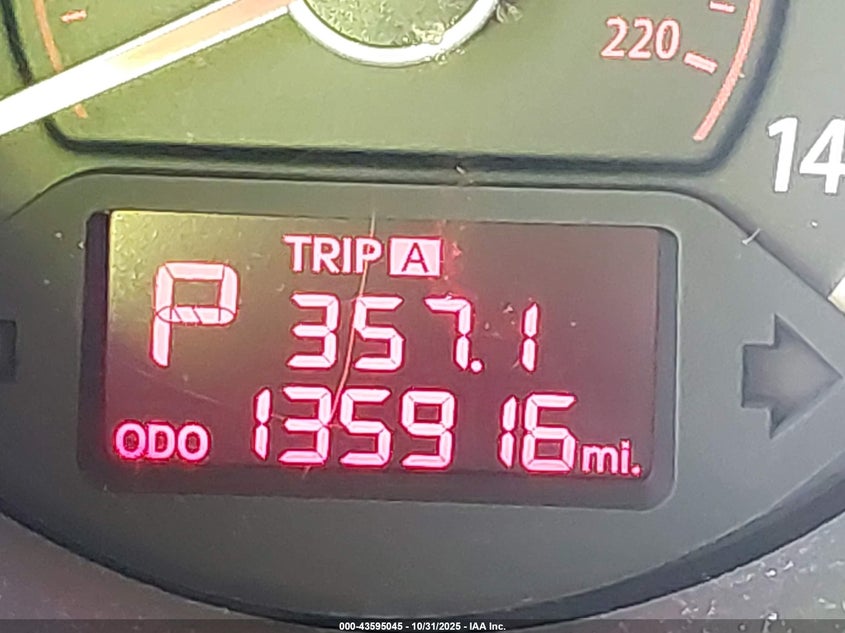 220
14
TRIP A
P 357.1
ODO 135916 mi.
000-43595045 - 10/31/2025 - IAA Inc.